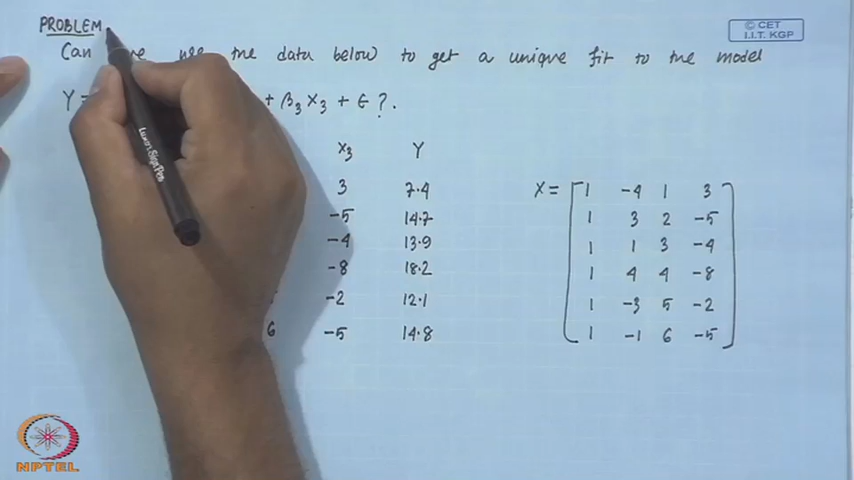 PROBLEM
© CET
I.I.T. KGP
Can the data below to get a unique fit to the model
Y = + β₃ X₃ + ϵ ?.
X₃ Y
3 7.4
-5 14.7
-4 13.9
-8 18.2
-2 12.1
6 -5 14.8
X =
1 -4 1 3
1 3 2 -5
1 1 3 -4
1 4 4 -8
1 -3 5 -2
1 -1 6 -5
NPTEL